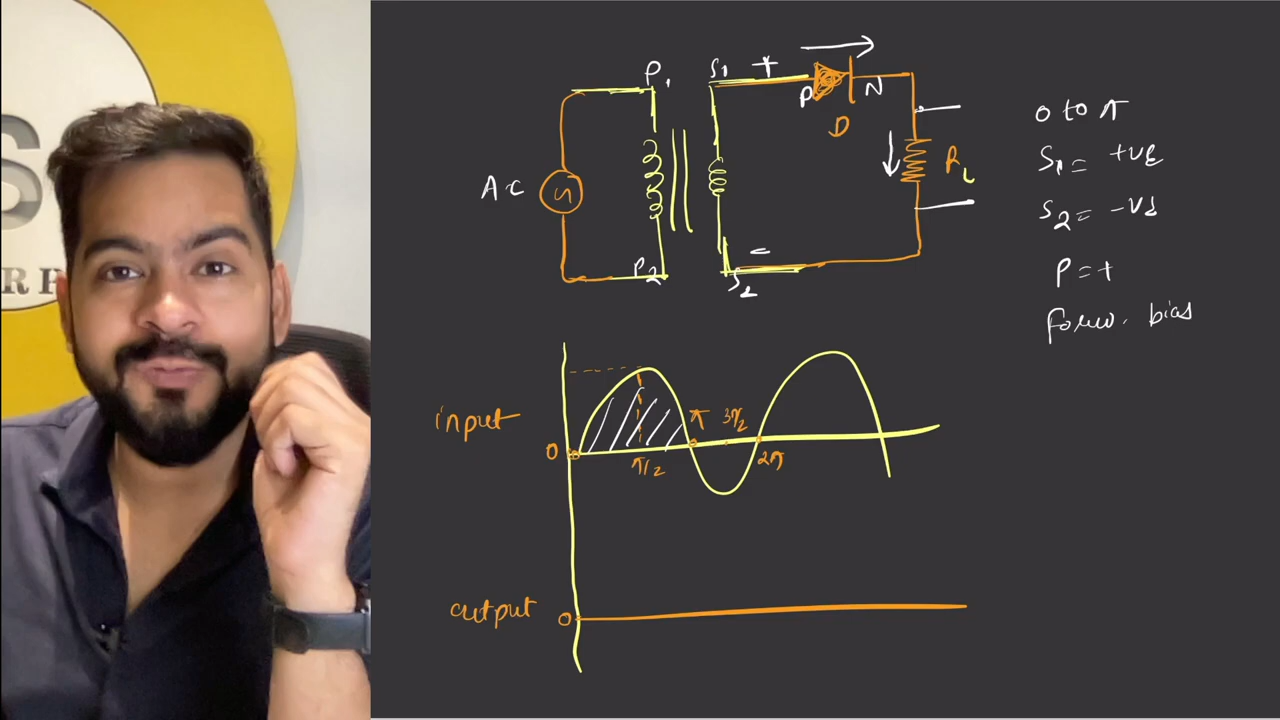 P1 S1 + P N
D
A.C RL
P2 - S2
0 to π
S1 = +ve
S2 = -ve
P = +
forw. bias
input 0 π/2 π 3π/2 2π
output 0